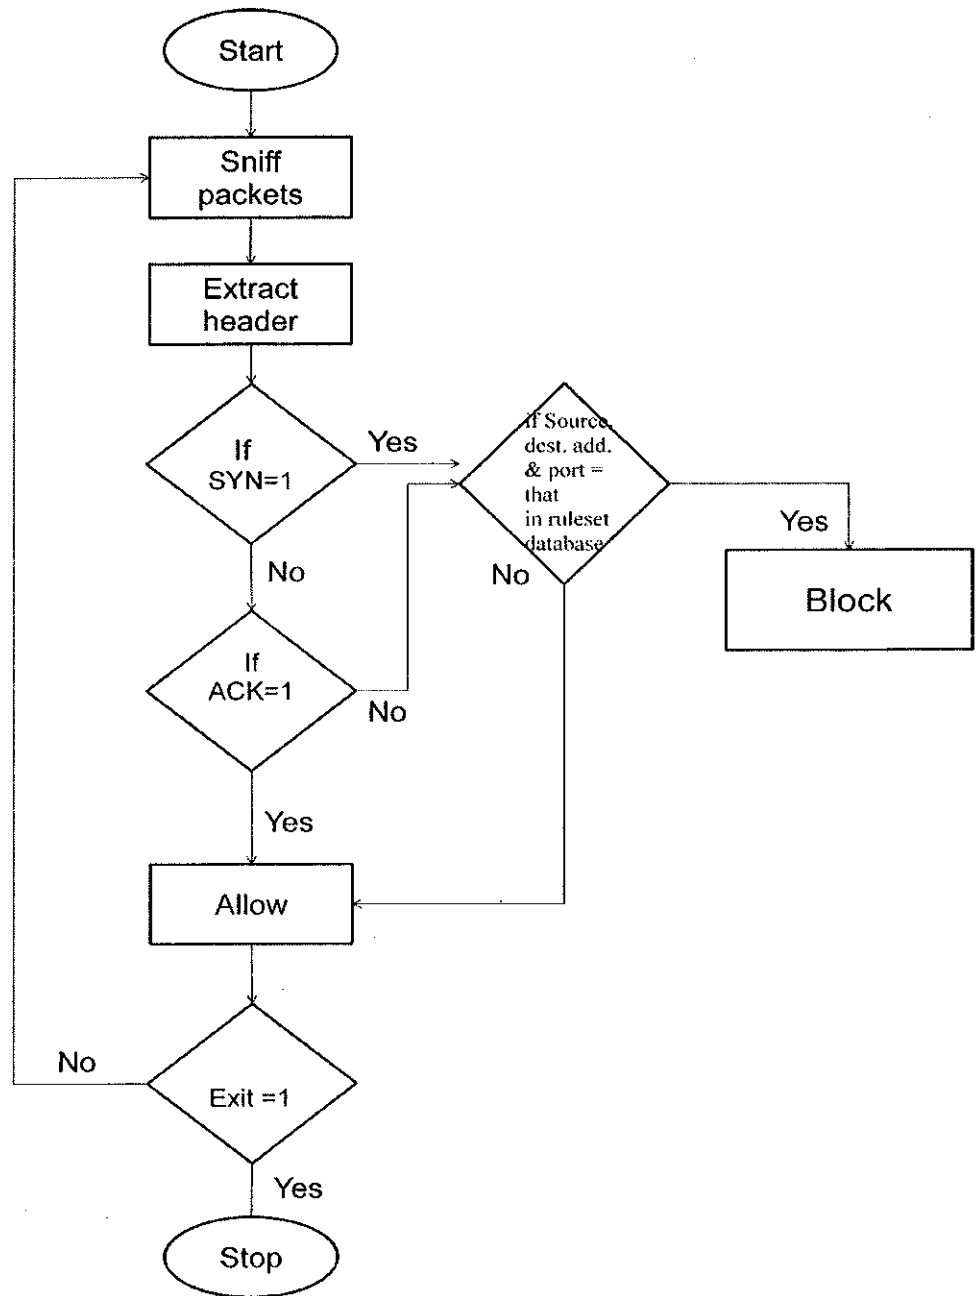 Start
Sniff
packets
Extract
header
If
SYN=1
Yes
if Source,
dest. add.
& port =
that
in ruleset
database
Yes
Block
No
No
If
ACK=1
No
Yes
Allow
Exit =1
No
Yes
Stop